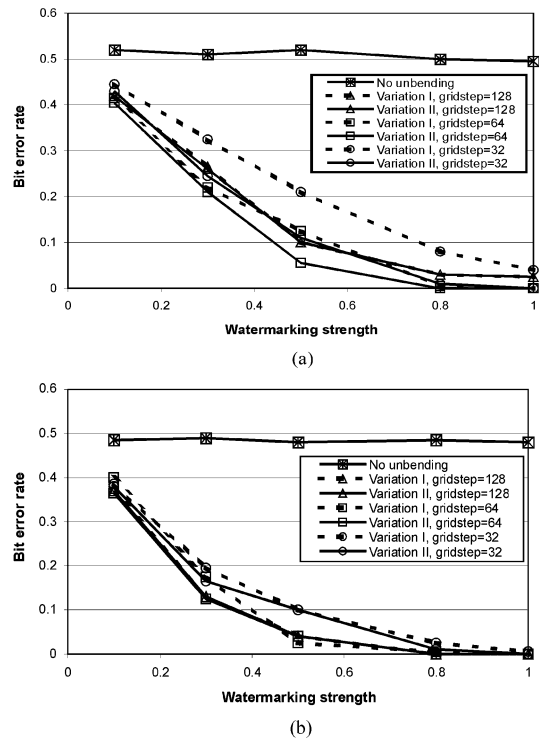 0.6
0.5
0.4
0.3
0.2
0.1
0
Bit error rate
No unbending
Variation I, gridstep=128
Variation II, gridstep=128
Variation I, gridstep=64
Variation II, gridstep=64
Variation I, gridstep=32
Variation II, gridstep=32
0 0.2 0.4 0.6 0.8 1
Watermarking strength
(a)
0.6
0.5
0.4
0.3
0.2
0.1
0
Bit error rate
No unbending
Variation I, gridstep=128
Variation II, gridstep=128
Variation I, gridstep=64
Variation II, gridstep=64
Variation I, gridstep=32
Variation II, gridstep=32
0 0.2 0.4 0.6 0.8 1
Watermarking strength
(b)